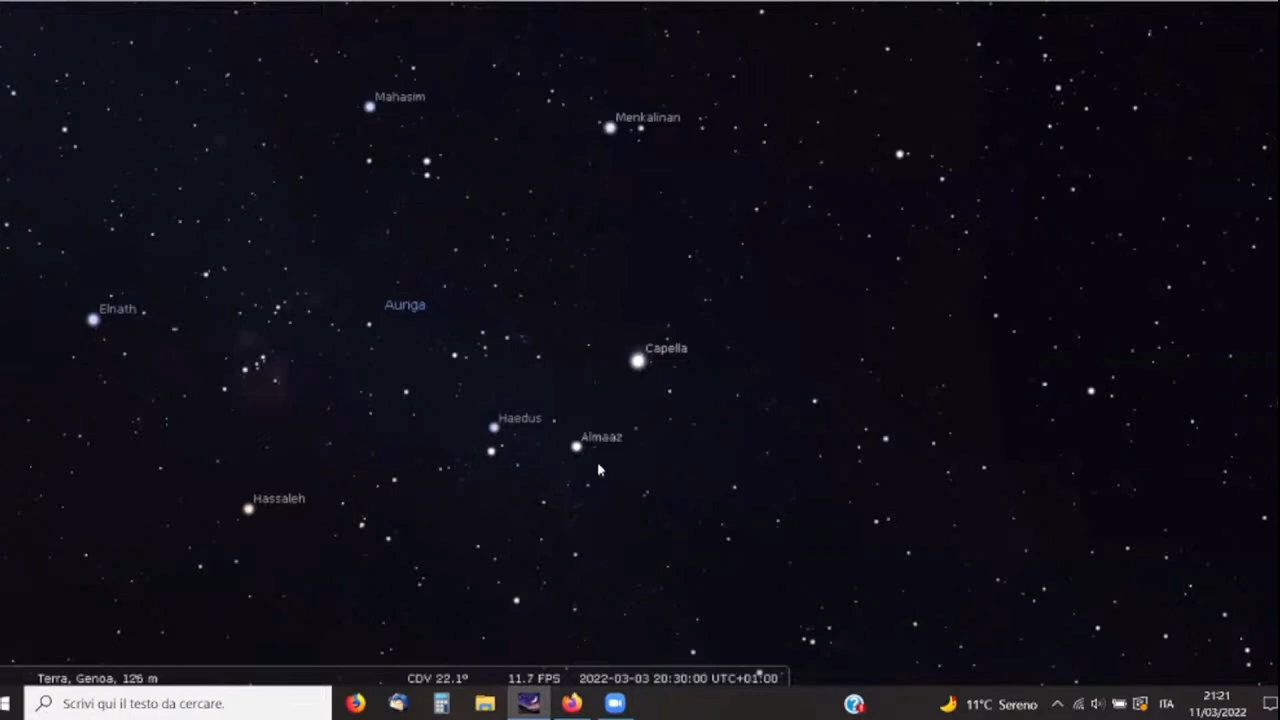 Mahasim
Menkalinan
Elnath
Auriga
Capella
Haedus
Almaaz
Hassaleh
Terra, Genoa, 126 m CDV 22.1° 11.7 FPS 2022-03-03 20:30:00 UTC+01:00
Scrivi qui il testo da cercare. 11°C Sereno ITA 21:21
11/03/2022